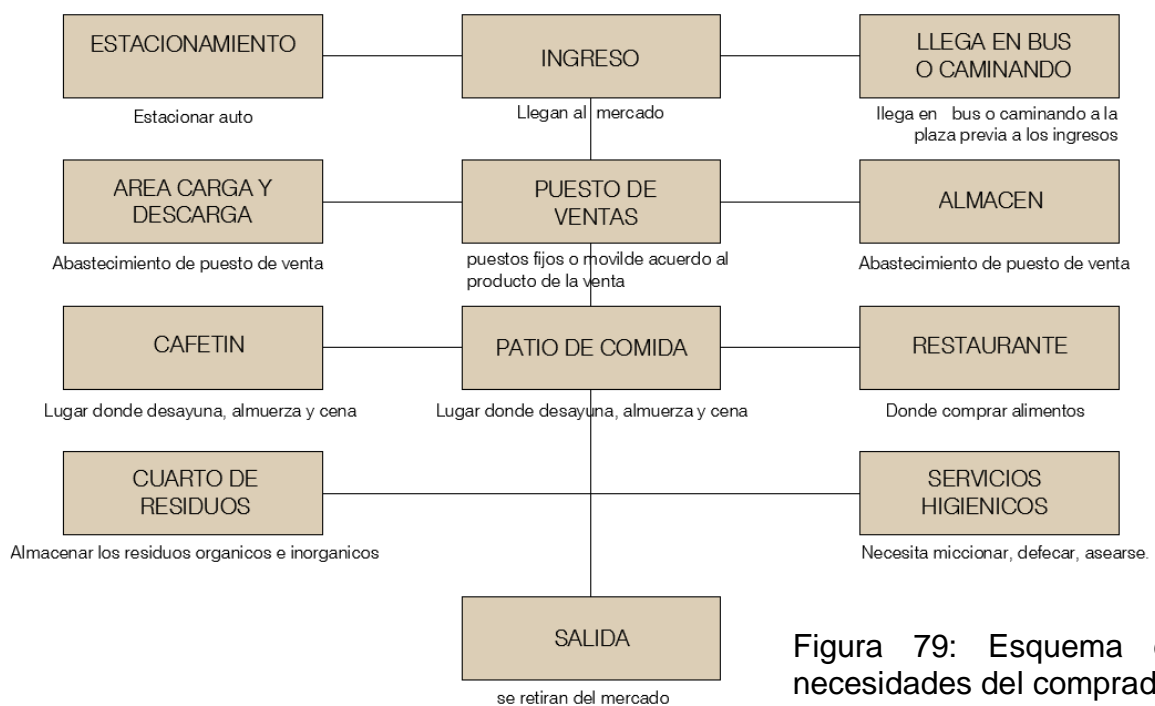 ESTACIONAMIENTO
Estacionar auto
INGRESO
Llegan al mercado
LLEGA EN BUS
O CAMINANDO
llega en bus o caminando a la
plaza previa a los ingresos
AREA CARGA Y
DESCARGA
Abastecimiento de puesto de venta
PUESTO DE
VENTAS
puestos fijos o movilde acuerdo al
producto de la venta
ALMACEN
Abastecimiento de puesto de venta
CAFETIN
Lugar donde desayuna, almuerza y cena
PATIO DE COMIDA
Lugar donde desayuna, almuerza y cena
RESTAURANTE
Donde comprar alimentos
CUARTO DE
RESIDUOS
Almacenar los residuos organicos e inorganicos
SERVICIOS
HIGIENICOS
Necesita miccionar, defecar, asearse.
SALIDA
se retiran del mercado
Figura 79: Esquema
necesidades del comprad